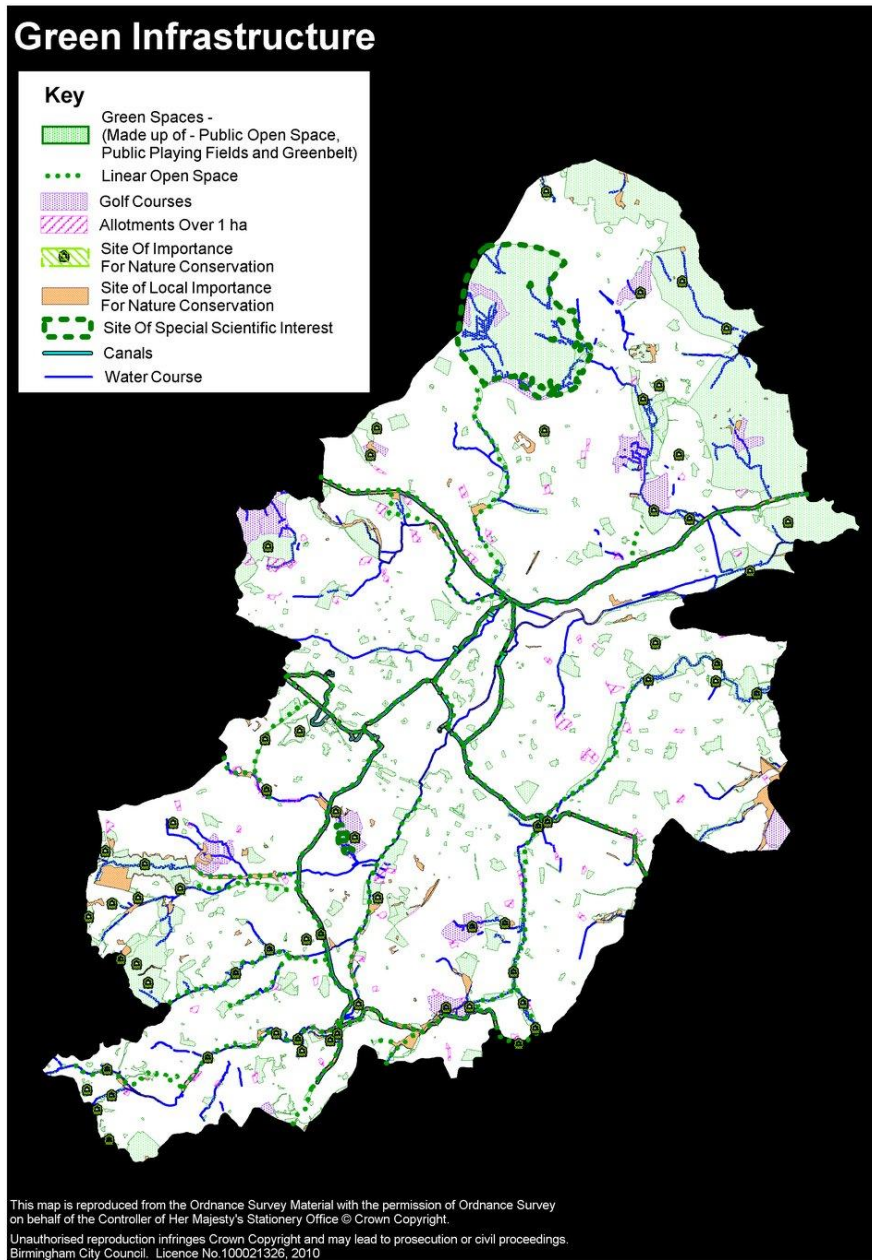 Green Infrastructure
Key
Green Spaces -
(Made up of - Public Open Space,
Public Playing Fields and Greenbelt)
Linear Open Space
Golf Courses
Allotments Over 1 ha
Site Of Importance
For Nature Conservation
Site of Local Importance
For Nature Conservation
Site Of Special Scientific Interest
Canals
Water Course
This map is reproduced from the Ordnance Survey Material with the permission of Ordnance Survey
on behalf of the Controller of Her Majesty's Stationery Office © Crown Copyright.
Unauthorised reproduction infringes Crown Copyright and may lead to prosecution or civil proceedings.
Birmingham City Council. Licence No.100021326, 2010